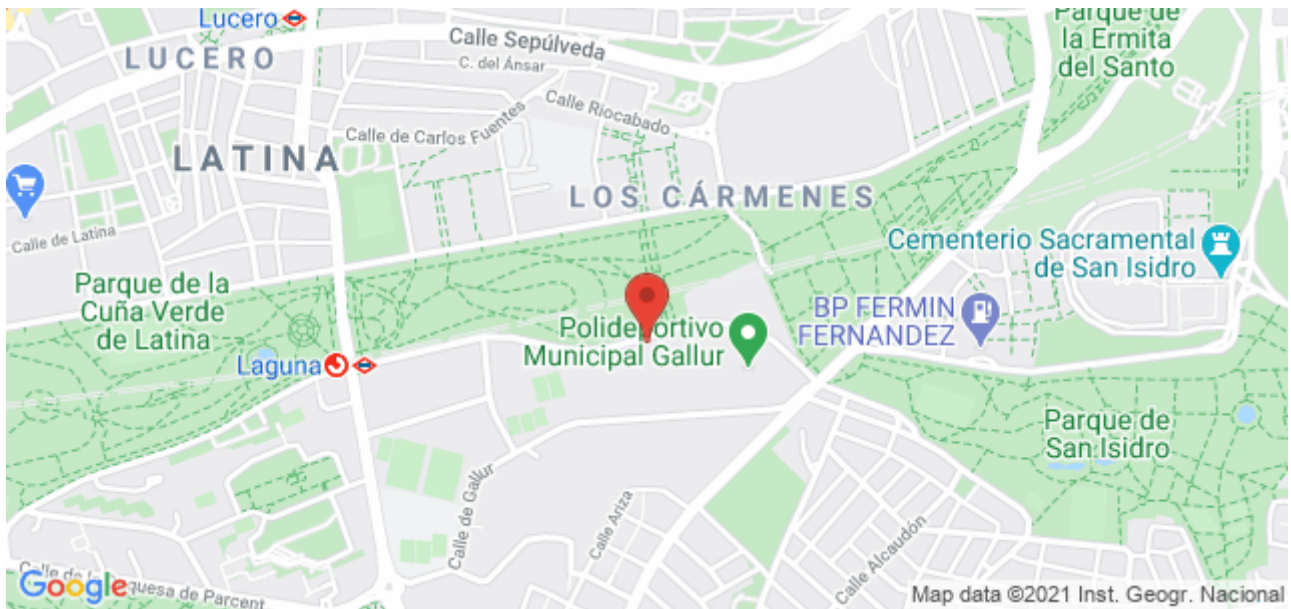 Lucero
LUCERO
Calle Sepúlveda
C. del Ánsar
Parque de
la Ermita
del Santo
Calle Riocabado
Calle de Carlos Fuentes
LATINA
LOS CÁRMENES
Calle de Latina
Cementerio Sacramental
de San Isidro
Parque de la
Cuña Verde
de Latina
BP FERMIN
FERNANDEZ
Polideportivo
Municipal Gallur
Laguna
Parque de
San Isidro
Calle de Gallur
Calle Ariza
Calle Alcaudón
quesa de Parcent
Google
Map data ©2021 Inst. Geogr. Nacional